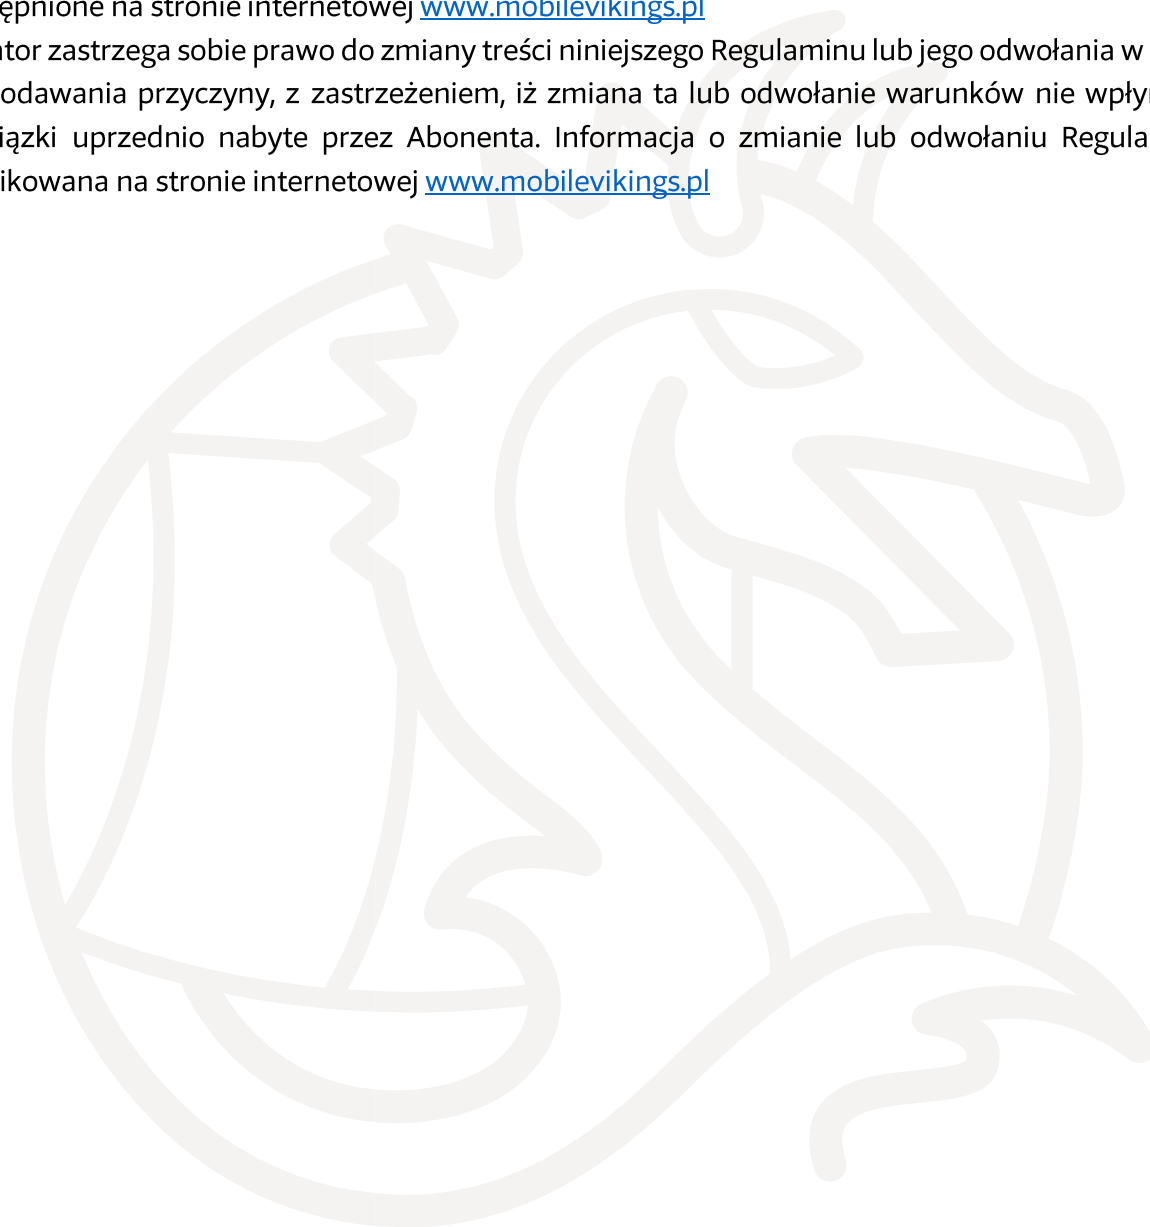 ępnione na stronie internetowej www.mobilevikings.pl
tor zastrzega sobie prawo do zmiany treści niniejszego Regulaminu lub jego odwołania w
odawania przyczyny, z zastrzeżeniem, iż zmiana ta lub odwołanie warunków nie wpły
iązki uprzednio nabyte przez Abonenta. Informacja o zmianie lub odwołaniu Regula
ikowana na stronie internetowej www.mobilevikings.pl